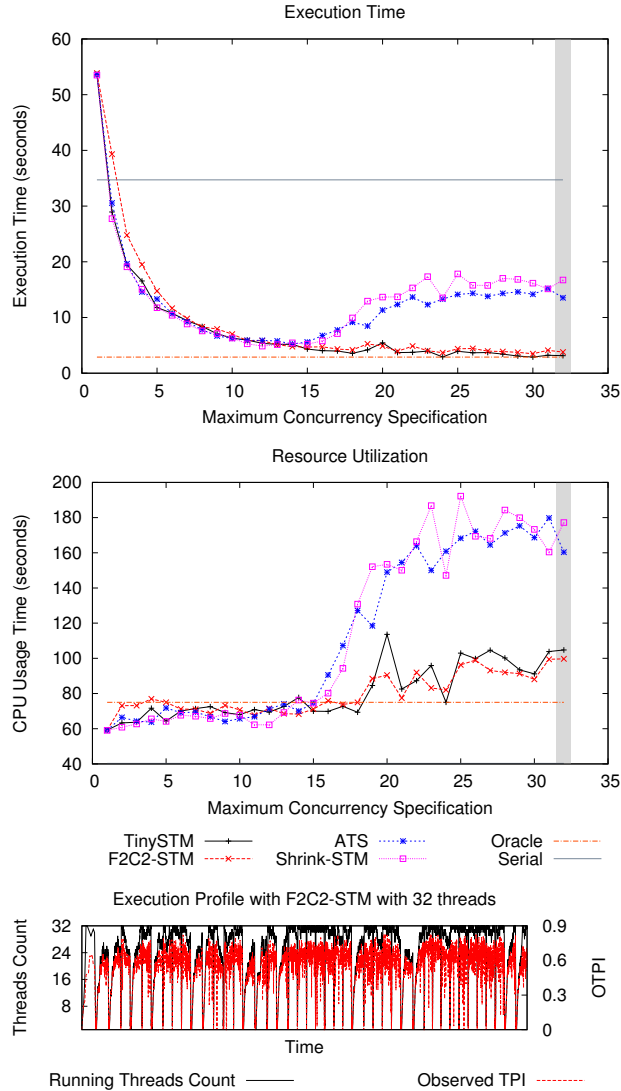 Execution Time
60
50
40
30
20
10
0
0 5 10 15 20 25 30 35
Execution Time (seconds)
Maximum Concurrency Specification
Resource Utilization
200
180
160
140
120
100
80
60
40
0 5 10 15 20 25 30 35
CPU Usage Time (seconds)
Maximum Concurrency Specification
TinySTM ATS Oracle
F2C2-STM Shrink-STM Serial
Execution Profile with F2C2-STM with 32 threads
32
24
16
8
Threads Count
0.9
0.6
0.3
0
OTPI
Time
Running Threads Count Observed TPI